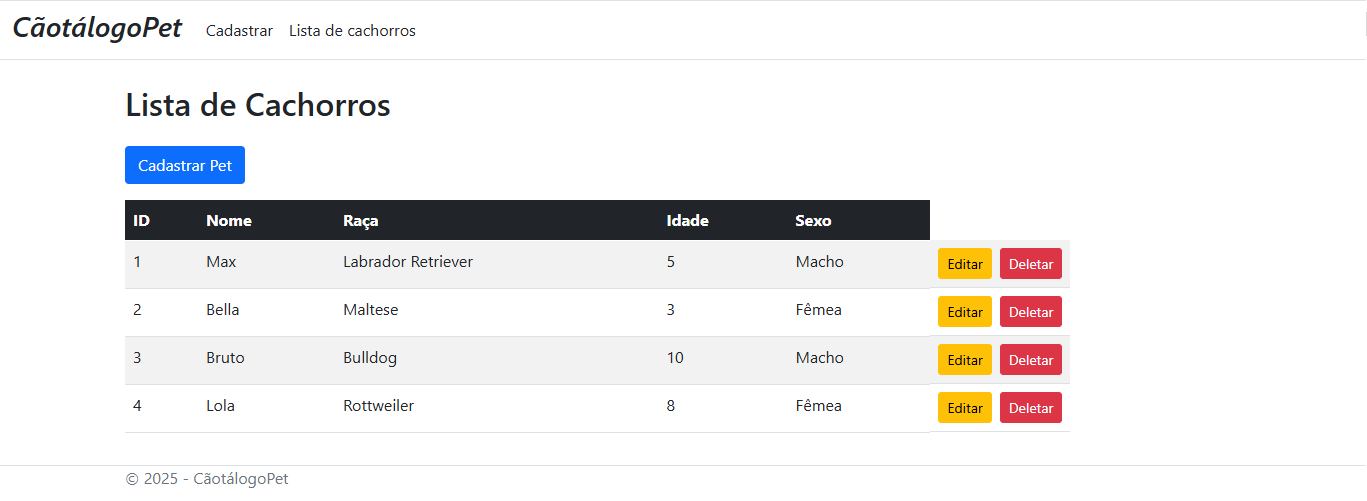 CãotálogoPet Cadastrar Lista de cachorros
Lista de Cachorros
Cadastrar Pet
ID Nome Raça Idade Sexo
1 Max Labrador Retriever 5 Macho Editar Deletar
2 Bella Maltese 3 Fêmea Editar Deletar
3 Bruto Bulldog 10 Macho Editar Deletar
4 Lola Rottweiler 8 Fêmea Editar Deletar
© 2025 - CãotálogoPet